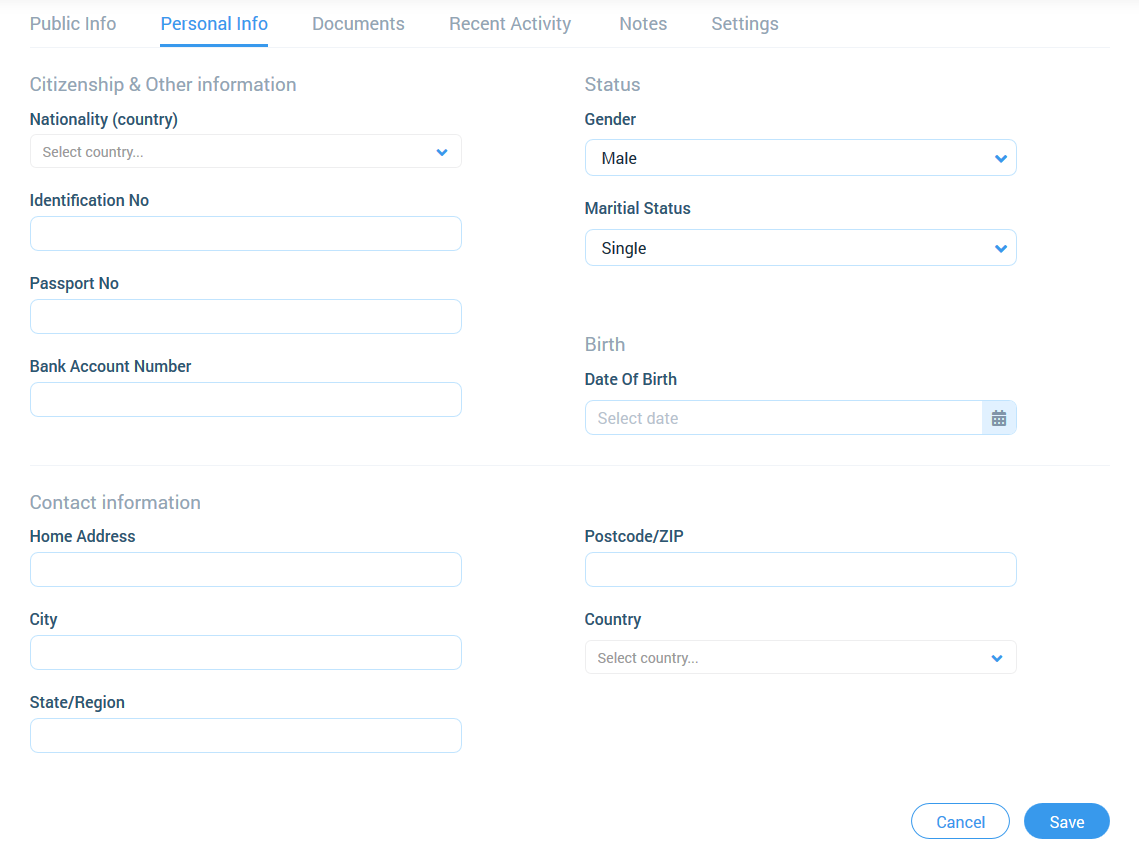 Public Info Personal Info Documents Recent Activity Notes Settings
Citizenship & Other information
Nationality (country)
Select country...
Identification No
Passport No
Bank Account Number
Status
Gender
Male
Maritial Status
Single
Birth
Date Of Birth
Select date
Contact information
Home Address
City
State/Region
Postcode/ZIP
Country
Select country...
Cancel Save